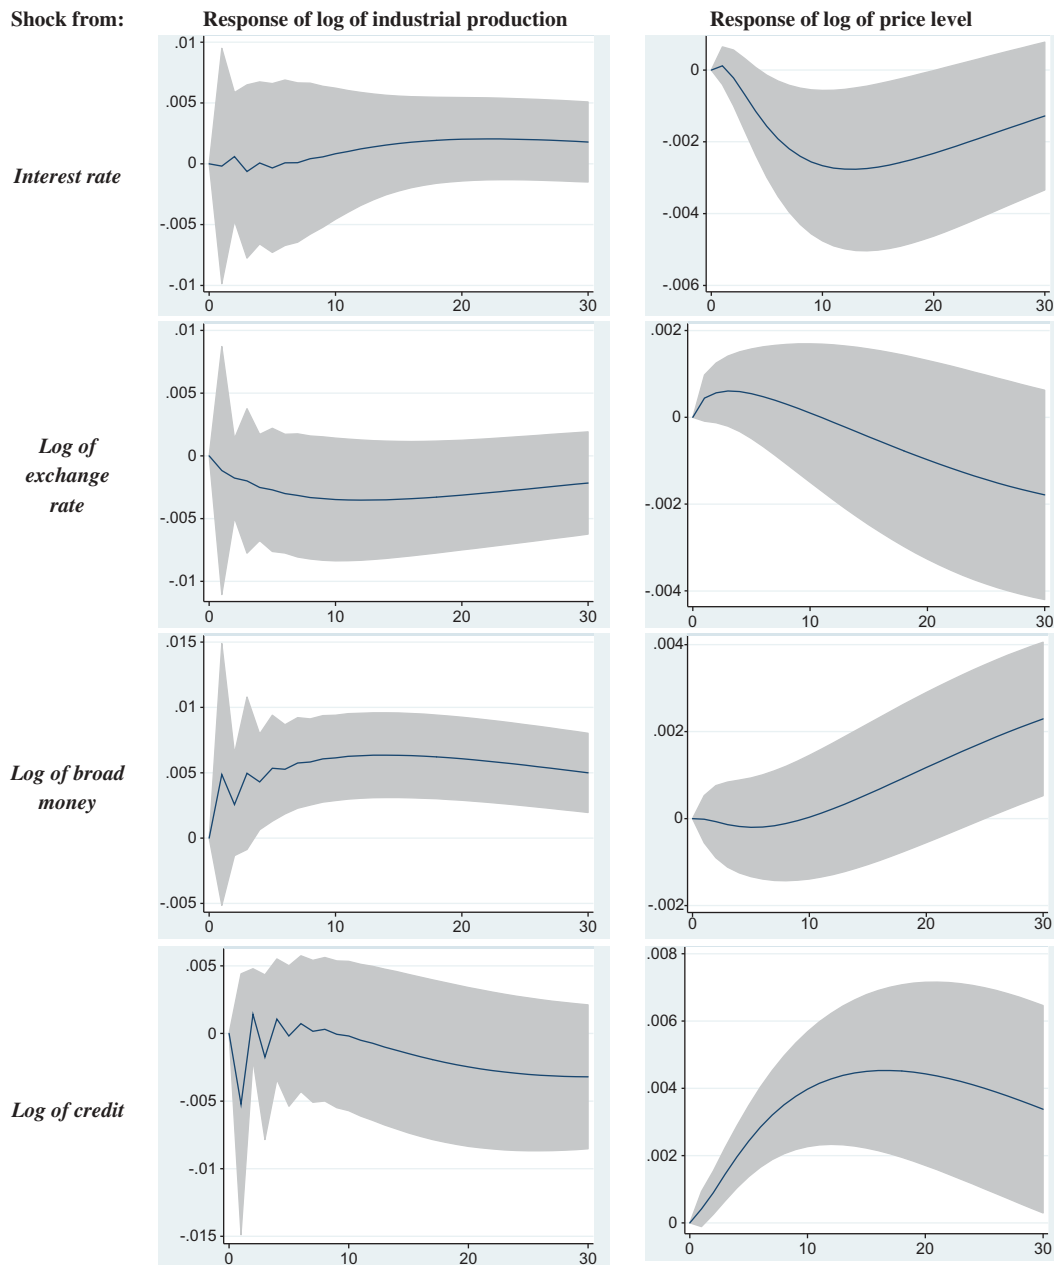 Shock from: Response of log of industrial production Response of log of price level
Interest rate
.01
.005
0
-.005
-.01
0 10 20 30
0
-.002
-.004
-.006
0 10 20 30
Log of
exchange
rate
.01
.005
0
-.005
-.01
0 10 20 30
.002
0
-.002
-.004
0 10 20 30
Log of broad
money
.015
.01
.005
0
-.005
0 10 20 30
.004
.002
0
-.002
0 10 20 30
Log of credit
.005
0
-.005
-.01
-.015
0 10 20 30
.008
.006
.004
.002
0
0 10 20 30